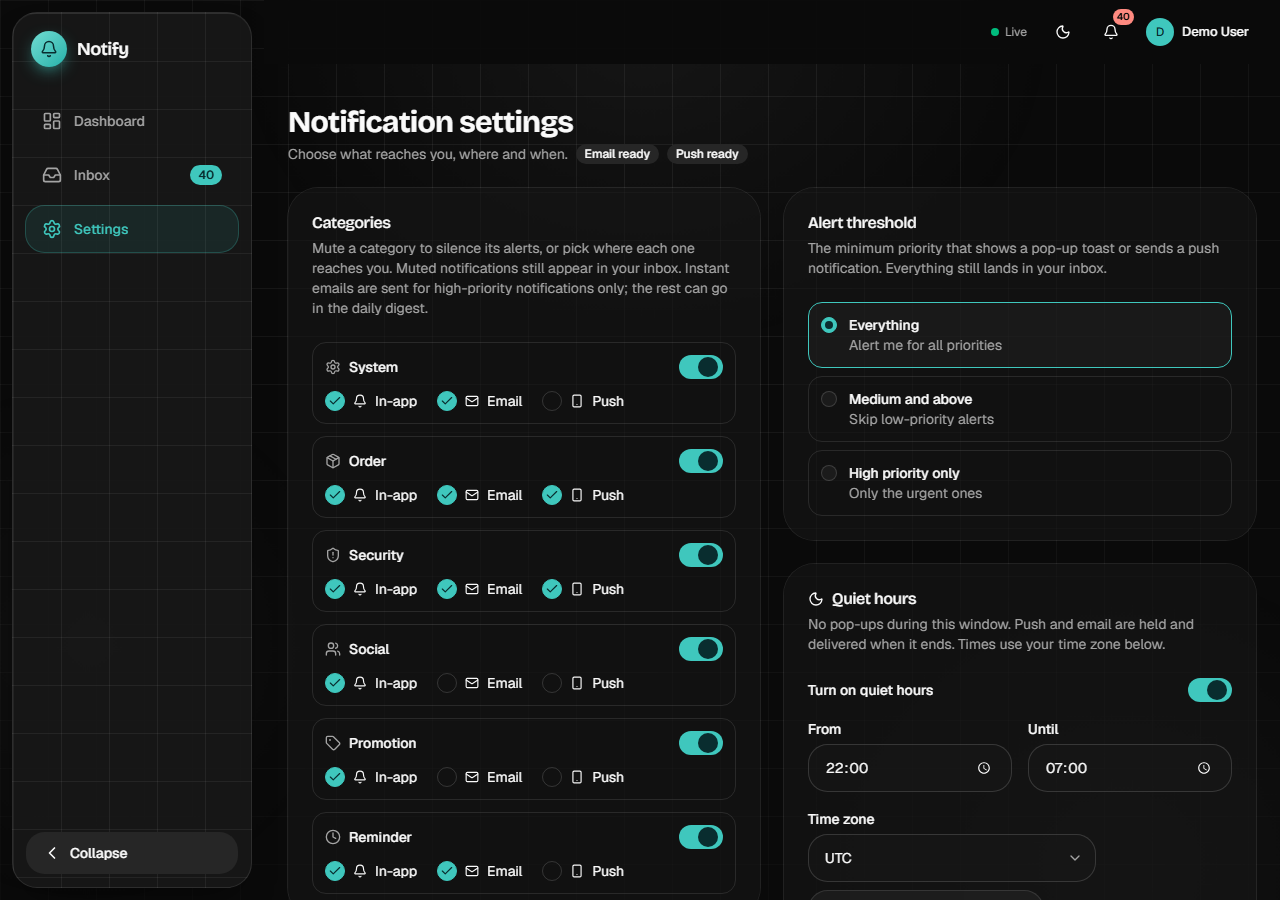 Notify
Dashboard
Inbox 40
Settings
Collapse
Live 40 D Demo User
Notification settings
Choose what reaches you, where and when. Email ready Push ready
Categories
Mute a category to silence its alerts, or pick where each one
reaches you. Muted notifications still appear in your inbox. Instant
emails are sent for high-priority notifications only; the rest can go
in the daily digest.
System
In-app Email Push
Order
In-app Email Push
Security
In-app Email Push
Social
In-app Email Push
Promotion
In-app Email Push
Reminder
In-app Email Push
Alert threshold
The minimum priority that shows a pop-up toast or sends a push
notification. Everything still lands in your inbox.
Everything
Alert me for all priorities
Medium and above
Skip low-priority alerts
High priority only
Only the urgent ones
Quiet hours
No pop-ups during this window. Push and email are held and
delivered when it ends. Times use your time zone below.
Turn on quiet hours
From Until
22:00 07:00
Time zone
UTC